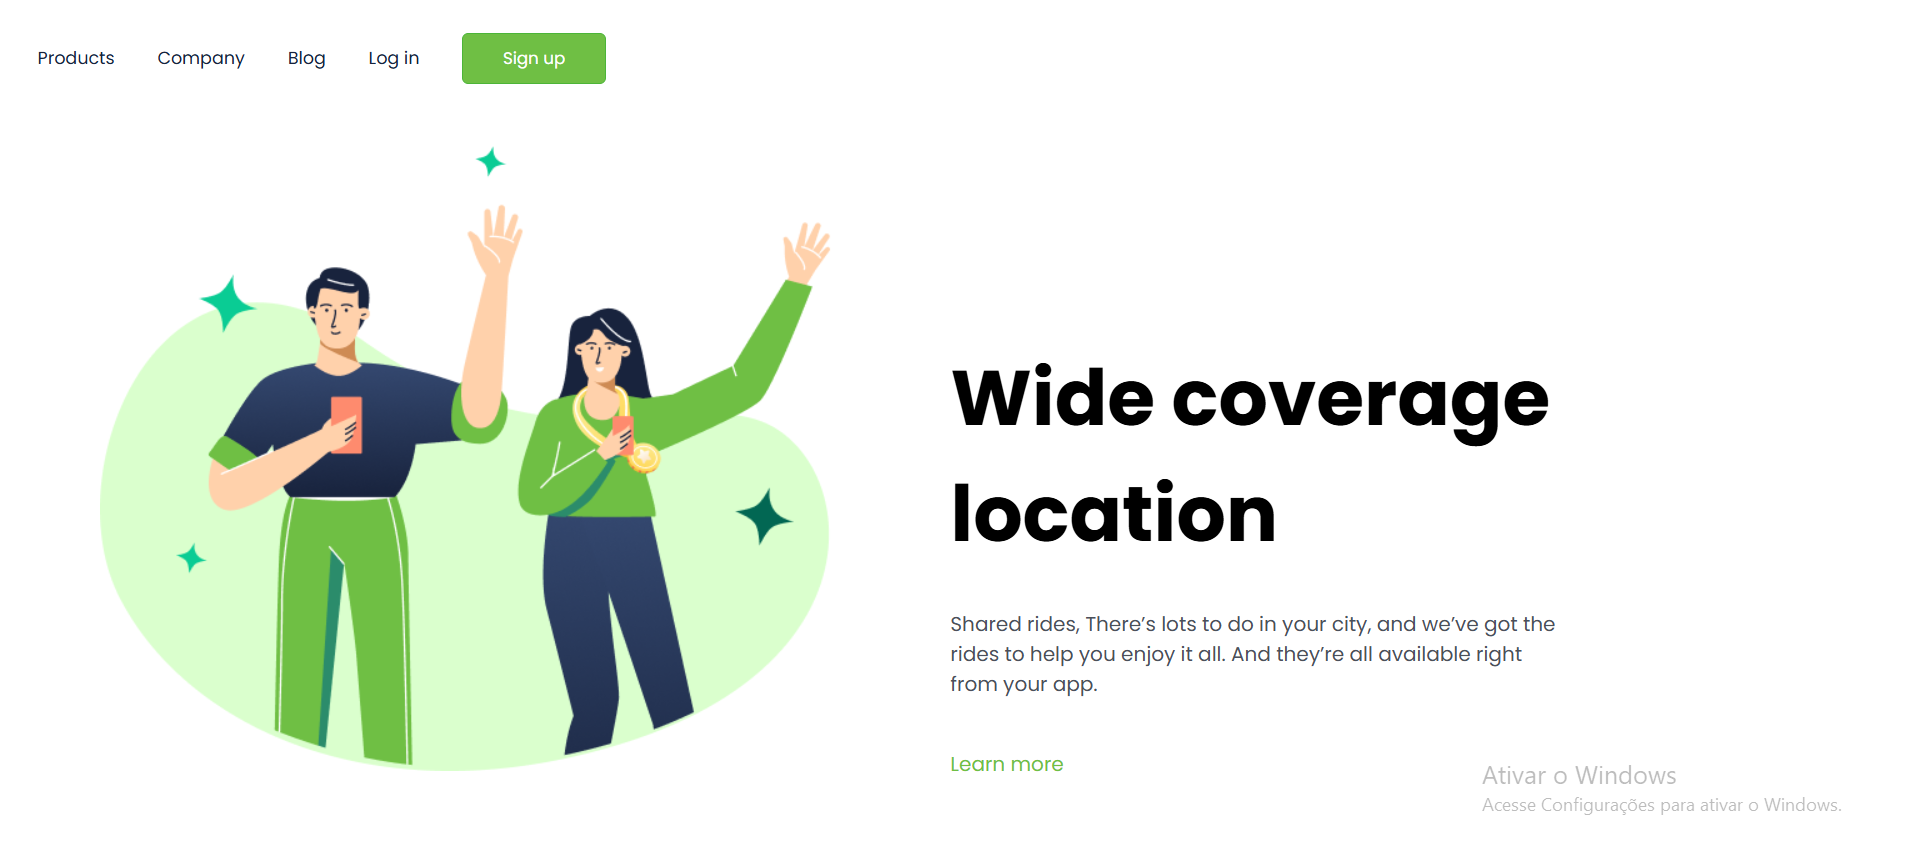 Products Company Blog Log in Sign up
Wide coverage
location
Shared rides, There’s lots to do in your city, and we’ve got the
rides to help you enjoy it all. And they’re all available right
from your app.
Learn more
Ativar o Windows
Acesse Configurações para ativar o Windows.